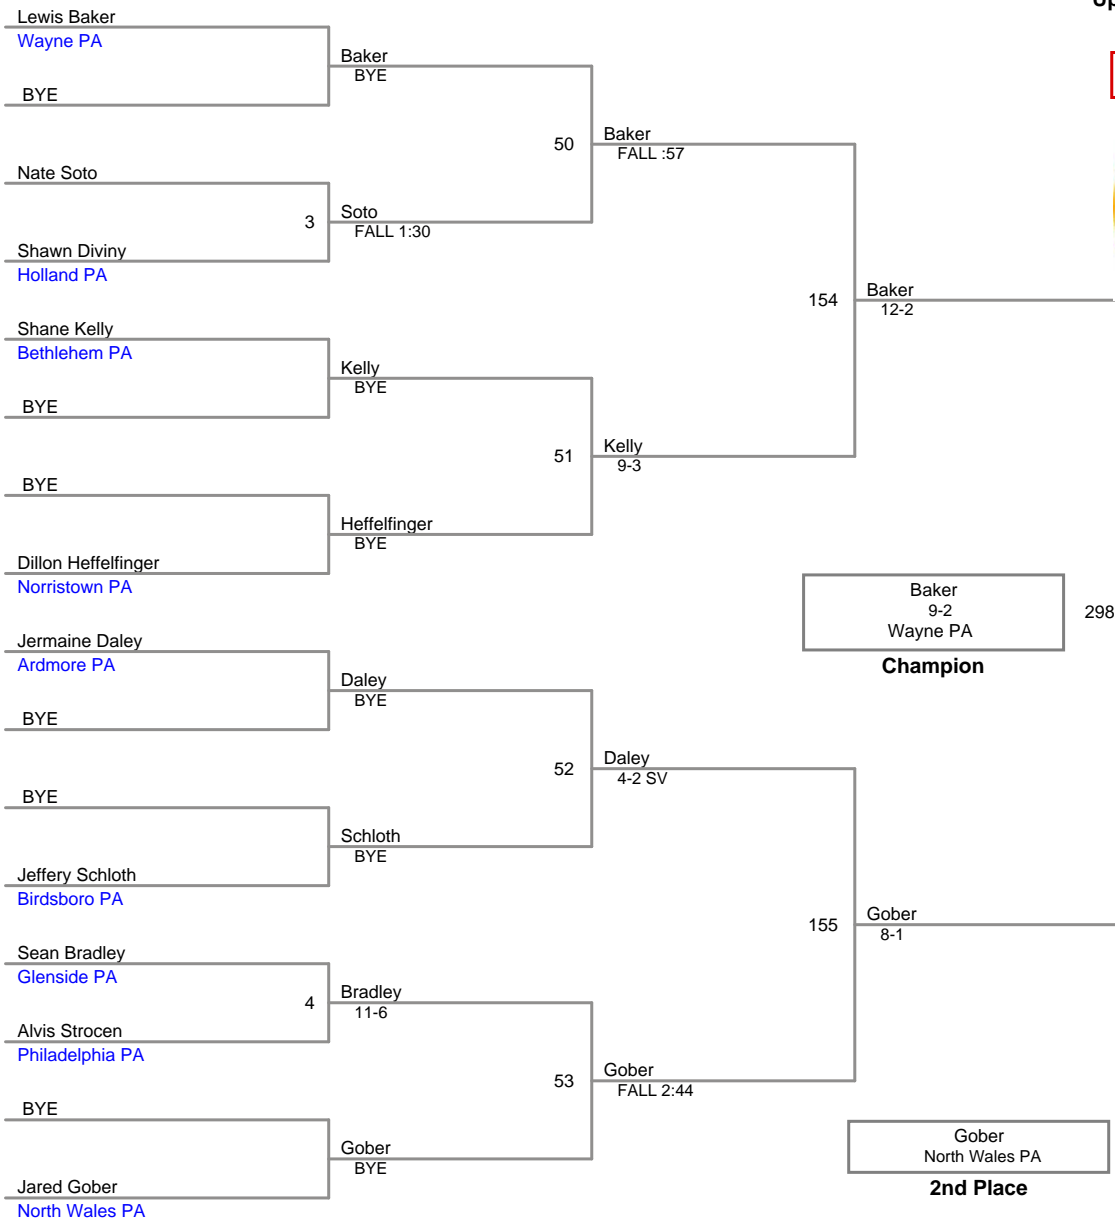 Lewis Baker
Wayne PA
BYE
Nate Soto
Shawn Diviny
Holland PA
Shane Kelly
Bethlehem PA
BYE
BYE
Dillon Heffelfinger
Norristown PA
Jermaine Daley
Ardmore PA
BYE
BYE
Jeffery Schloth
Birdsboro PA
Sean Bradley
Glenside PA
Alvis Strocen
Philadelphia PA
BYE
Jared Gober
North Wales PA
Baker
BYE
3
Soto
FALL 1:30
Kelly
BYE
Heffelfinger
BYE
Daley
BYE
Schloth
BYE
4
Bradley
11-6
Gober
BYE
50
Baker
FALL :57
51
Kelly
9-3
52
Daley
4-2 SV
53
Gober
FALL 2:44
154
Baker
12-2
155
Gober
8-1
Baker
9-2
Wayne PA
298
Champion
Gober
North Wales PA
2nd Place